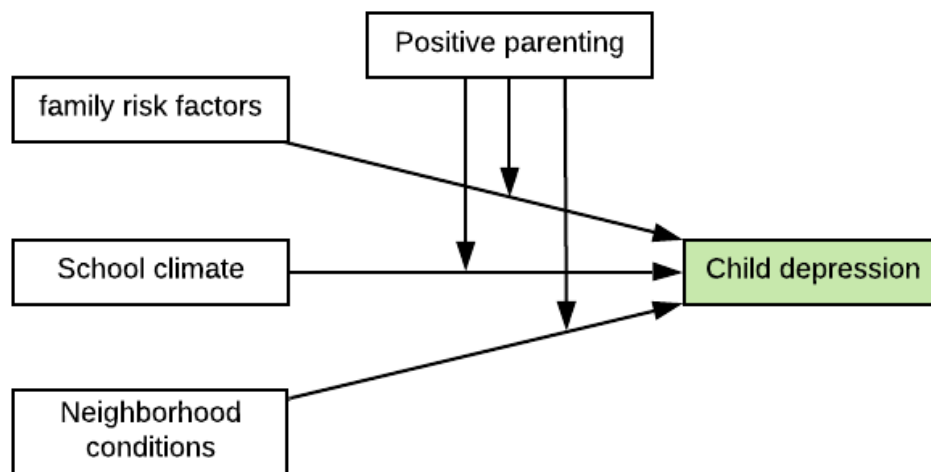 Positive parenting
family risk factors
School climate
Child depression
Neighborhood
conditions